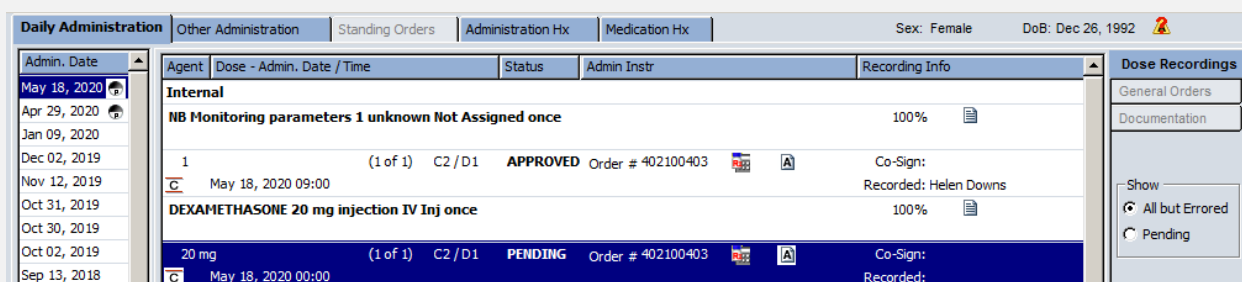 Daily Administration Other Administration Standing Orders Administration Hx Medication Hx Sex: Female DoB: Dec 26, 1992
Admin. Date
May 18, 2020
Apr 29, 2020
Jan 09, 2020
Dec 02, 2019
Nov 12, 2019
Oct 31, 2019
Oct 30, 2019
Oct 02, 2019
Sep 13, 2018
Agent Dose - Admin. Date / Time Status Admin Instr Recording Info
Internal
NB Monitoring parameters 1 unknown Not Assigned once 100%
1 (1 of 1) C2 / D1 APPROVED Order # 402100403 A Co-Sign:
C May 18, 2020 09:00 Recorded: Helen Downs
DEXAMETHASONE 20 mg injection IV Inj once 100%
20 mg (1 of 1) C2 / D1 PENDING Order # 402100403 A Co-Sign:
C May 18, 2020 00:00 Recorded:
Dose Recordings
General Orders
Documentation
Show
All but Errored
Pending